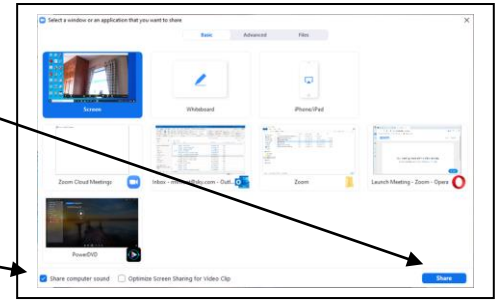 Select a window or an application that you want to share
Basic Advanced Files
Screen Whiteboard iPhone/iPad
Zoom Cloud Meetings Inbox - Zoom Launch Meeting - Zoom - Opera
PowerDVD
Share computer sound Optimize Screen Sharing for Video Clip Share